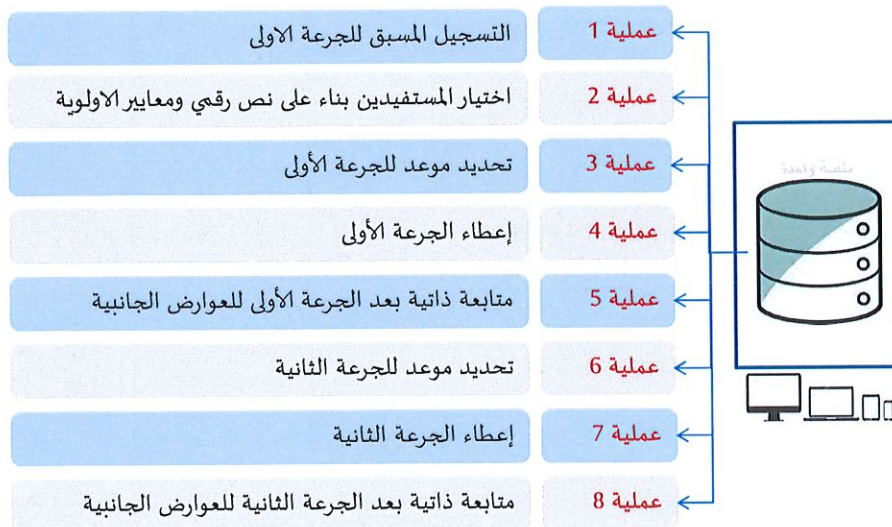 عملية 1 التسجيل المسبق للجرعة الاولى
عملية 2 اختيار المستفيدين بناء على نص رقمي ومعايير الاولوية
عملية 3 تحديد موعد للجرعة الأولى
عملية 4 إعطاء الجرعة الأولى
عملية 5 متابعة ذاتية بعد الجرعة الأولى للعوارض الجانبية
عملية 6 تحديد موعد للجرعة الثانية
عملية 7 إعطاء الجرعة الثانية
عملية 8 متابعة ذاتية بعد الجرعة الثانية للعوارض الجانبية
منصة واحدة